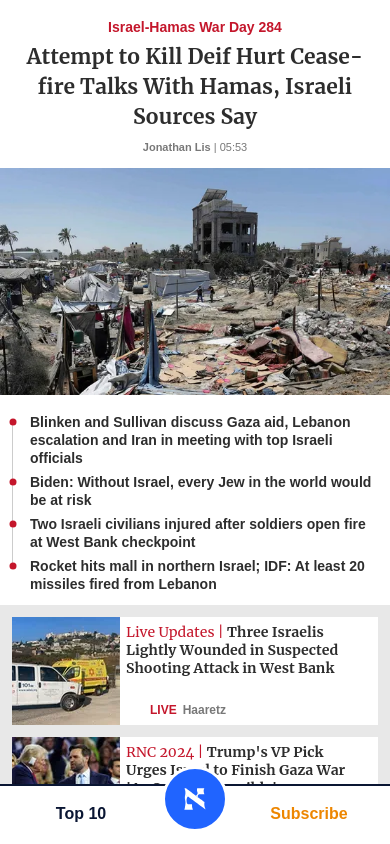 Israel-Hamas War Day 284
Attempt to Kill Deif Hurt Cease-
fire Talks With Hamas, Israeli
Sources Say
Jonathan Lis | 05:53
Blinken and Sullivan discuss Gaza aid, Lebanon
escalation and Iran in meeting with top Israeli
officials
Biden: Without Israel, every Jew in the world would
be at risk
Two Israeli civilians injured after soldiers open fire
at West Bank checkpoint
Rocket hits mall in northern Israel; IDF: At least 20
missiles fired from Lebanon
Live Updates | Three Israelis
Lightly Wounded in Suspected
Shooting Attack in West Bank
LIVE Haaretz
RNC 2024 | Trump's VP Pick
Urges to Finish Gaza War
Top 10
Subscribe